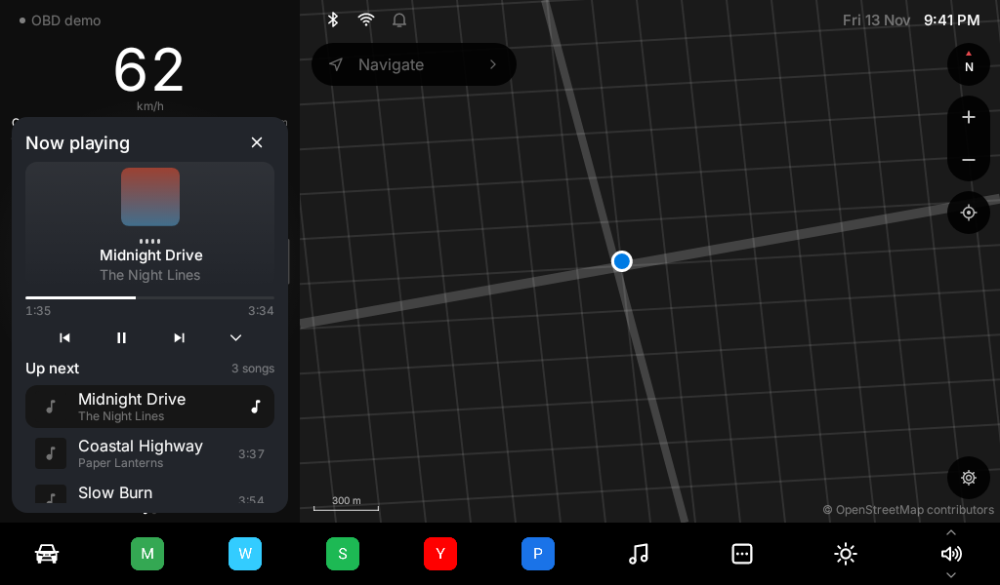 OBD demo
62
km/h
Now playing
Midnight Drive
The Night Lines
1:35
3:34
Up next
3 songs
Midnight Drive
The Night Lines
Coastal Highway
Paper Lanterns
3:37
Slow Burn
3:54
Fri 13 Nov
9:41 PM
Navigate
N
300 m
© OpenStreetMap contributors
M
W
S
Y
P